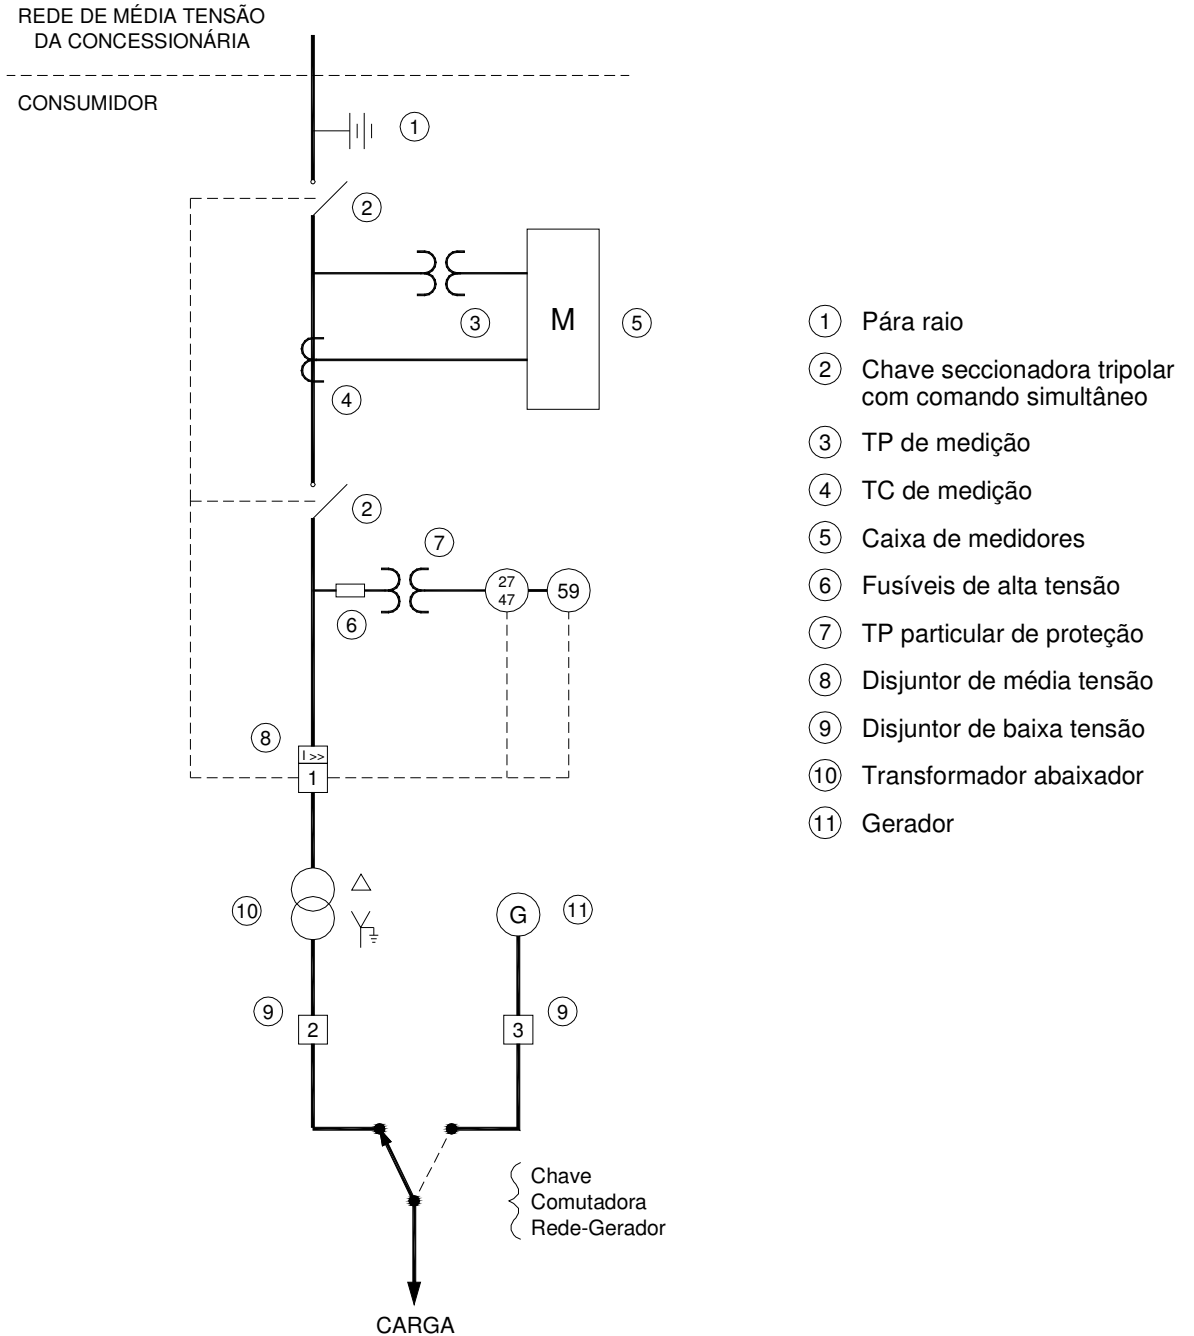 REDE DE MÉDIA TENSÃO
DA CONCESSIONÁRIA
CONSUMIDOR
1
2
3
M
5
4
2
7
27
47
59
6
8
I >>
1
10
G
11
9
2
3
9
Chave
Comutadora
Rede-Gerador
CARGA
1 Pára raio
2 Chave seccionadora tripolar
com comando simultâneo
3 TP de medição
4 TC de medição
5 Caixa de medidores
6 Fusíveis de alta tensão
7 TP particular de proteção
8 Disjuntor de média tensão
9 Disjuntor de baixa tensão
10 Transformador abaixador
11 Gerador